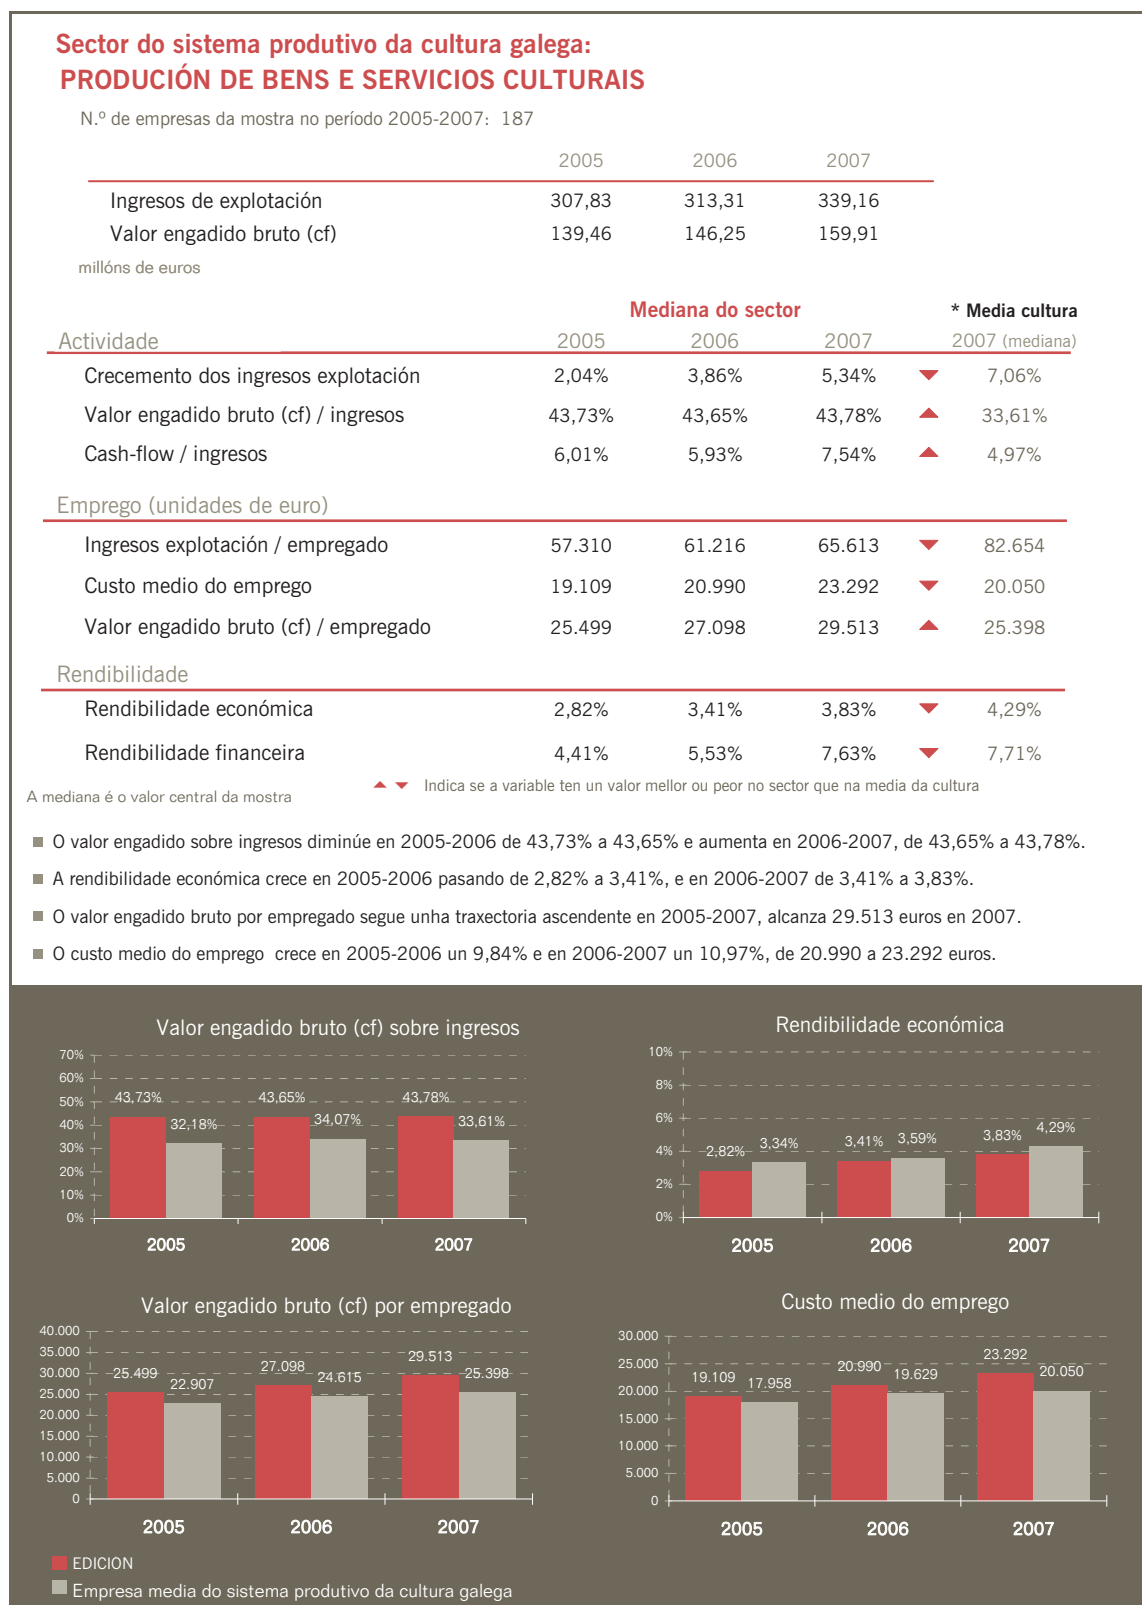 Sector do sistema produtivo da cultura galega:
PRODUCIÓN DE BENS E SERVICIOS CULTURAIS
N.º de empresas da mostra no período 2005-2007: 187
2005 2006 2007
Ingresos de explotación 307,83 313,31 339,16
Valor engadido bruto (cf) 139,46 146,25 159,91
millóns de euros
Mediana do sector * Media cultura
Actividade 2005 2006 2007 2007 (mediana)
Crecemento dos ingresos explotación 2,04% 3,86% 5,34% ▼ 7,06%
Valor engadido bruto (cf) / ingresos 43,73% 43,65% 43,78% ▲ 33,61%
Cash-flow / ingresos 6,01% 5,93% 7,54% ▲ 4,97%
Emprego (unidades de euro)
Ingresos explotación / empregado 57.310 61.216 65.613 ▼ 82.654
Custo medio do emprego 19.109 20.990 23.292 ▼ 20.050
Valor engadido bruto (cf) / empregado 25.499 27.098 29.513 ▲ 25.398
Rendibilidade
Rendibilidade económica 2,82% 3,41% 3,83% ▼ 4,29%
Rendibilidade financeira 4,41% 5,53% 7,63% ▼ 7,71%
A mediana é o valor central da mostra
▲ ▼ Indica se a variable ten un valor mellor ou peor no sector que na media da cultura
■ O valor engadido sobre ingresos diminúe en 2005-2006 de 43,73% a 43,65% e aumenta en 2006-2007, de 43,65% a 43,78%.
■ A rendibilidade económica crece en 2005-2006 pasando de 2,82% a 3,41%, e en 2006-2007 de 3,41% a 3,83%.
■ O valor engadido bruto por empregado segue unha traxectoria ascendente en 2005-2007, alcanza 29.513 euros en 2007.
■ O custo medio do emprego crece en 2005-2006 un 9,84% e en 2006-2007 un 10,97%, de 20.990 a 23.292 euros.
Valor engadido bruto (cf) sobre ingresos
70%
60%
50%
40%
30%
20%
10%
0%
43,73% 32,18% 43,65% 34,07% 43,78% 33,61%
2005 2006 2007
Rendibilidade económica
10%
8%
6%
4%
2%
0%
2,82% 3,34% 3,41% 3,59% 3,83% 4,29%
2005 2006 2007
Valor engadido bruto (cf) por empregado
40.000
35.000
30.000
25.000
20.000
15.000
10.000
5.000
0
25.499 22.907 27.098 24.615 29.513 25.398
2005 2006 2007
Custo medio do emprego
30.000
25.000
20.000
15.000
10.000
5.000
0
19.109 17.958 20.990 19.629 23.292 20.050
2005 2006 2007
EDICION
Empresa media do sistema produtivo da cultura galega